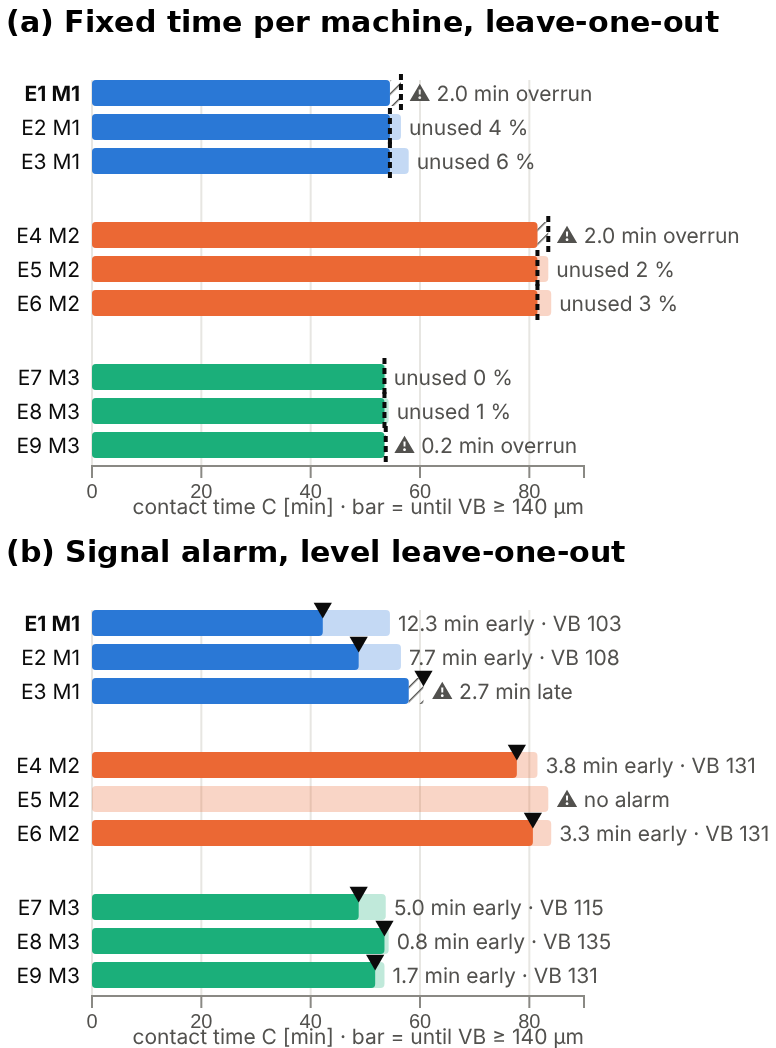 (a) Fixed time per machine, leave-one-out
E1 M1 ⚠ 2.0 min overrun
E2 M1 unused 4 %
E3 M1 unused 6 %
E4 M2 ⚠ 2.0 min overrun
E5 M2 unused 2 %
E6 M2 unused 3 %
E7 M3 unused 0 %
E8 M3 unused 1 %
E9 M3 ⚠ 0.2 min overrun
0 20 40 60 80
contact time C [min] · bar = until VB ≥ 140 µm
(b) Signal alarm, level leave-one-out
E1 M1 12.3 min early · VB 103
E2 M1 7.7 min early · VB 108
E3 M1 ⚠ 2.7 min late
E4 M2 3.8 min early · VB 131
E5 M2 ⚠ no alarm
E6 M2 3.3 min early · VB 131
E7 M3 5.0 min early · VB 115
E8 M3 0.8 min early · VB 135
E9 M3 1.7 min early · VB 131
0 20 40 60 80
contact time C [min] · bar = until VB ≥ 140 µm